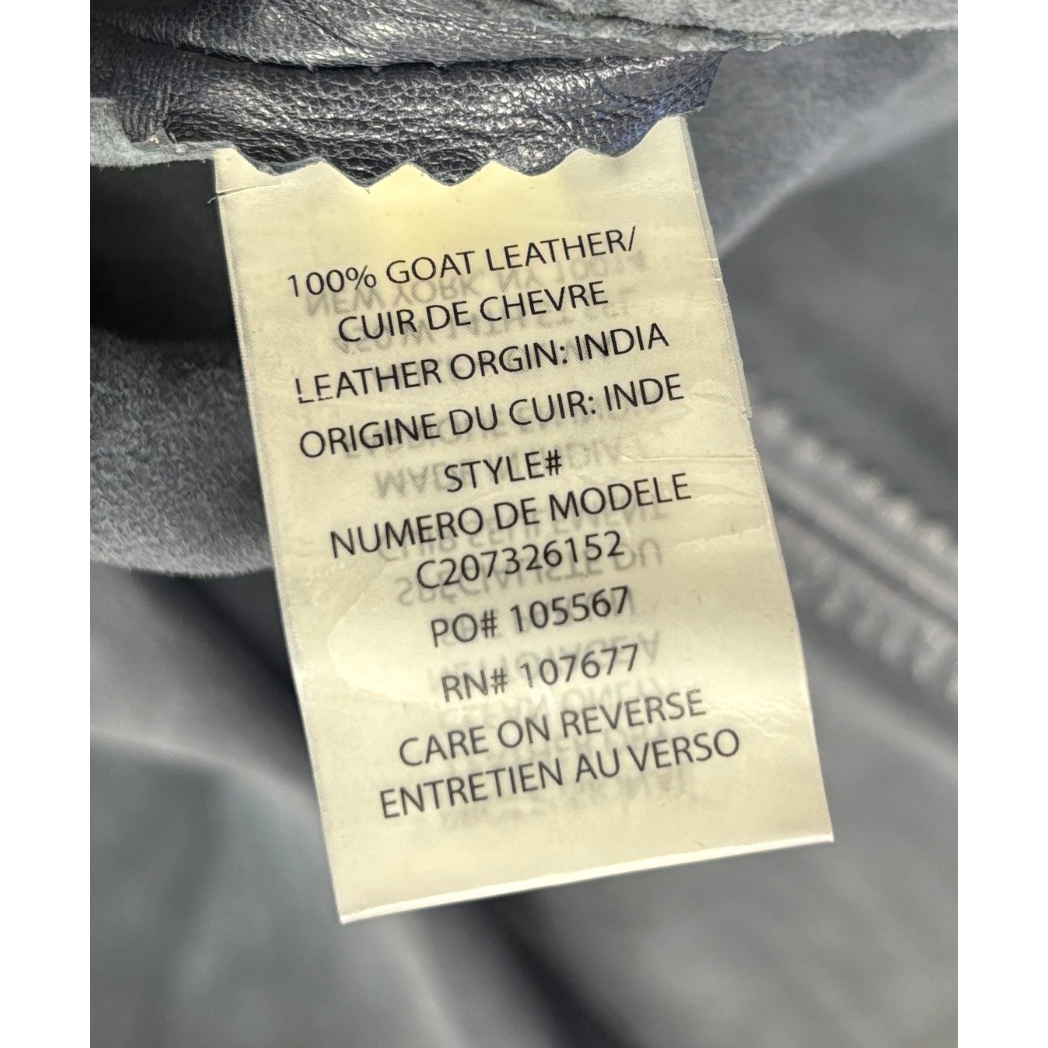 100% GOAT LEATHER/
CUIR DE CHEVRE
LEATHER ORGIN: INDIA
ORIGINE DU CUIR: INDE
STYLE#
NUMERO DE MODELE
C207326152
PO# 105567
RN# 107677
CARE ON REVERSE
ENTRETIEN AU VERSO